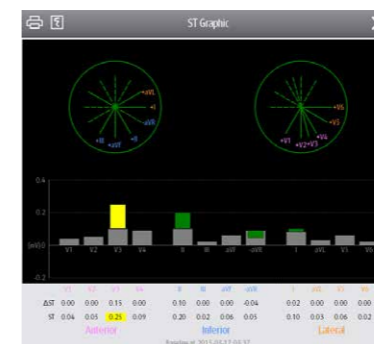 ST Graphic
+aVL
+I
-aVR
+II
+aVF
+III
+V6
+V5
+V4
+V3
+V2
+V1
0.4
0.2
(mV)0.0
-0.2
V1 V2 V3 V4 II III aVF -aVR I aVL V5 V6
V1 V2 V3 V4 II III aVF -aVR I aVL V5 V6
ΔST 0.00 0.00 0.15 0.00 0.10 0.00 0.00 -0.04 0.02 0.00 0.00 0.00
ST 0.04 0.05 0.25 0.09 0.20 0.02 0.06 0.05 0.10 0.03 0.06 0.02
Anterior Inferior Lateral